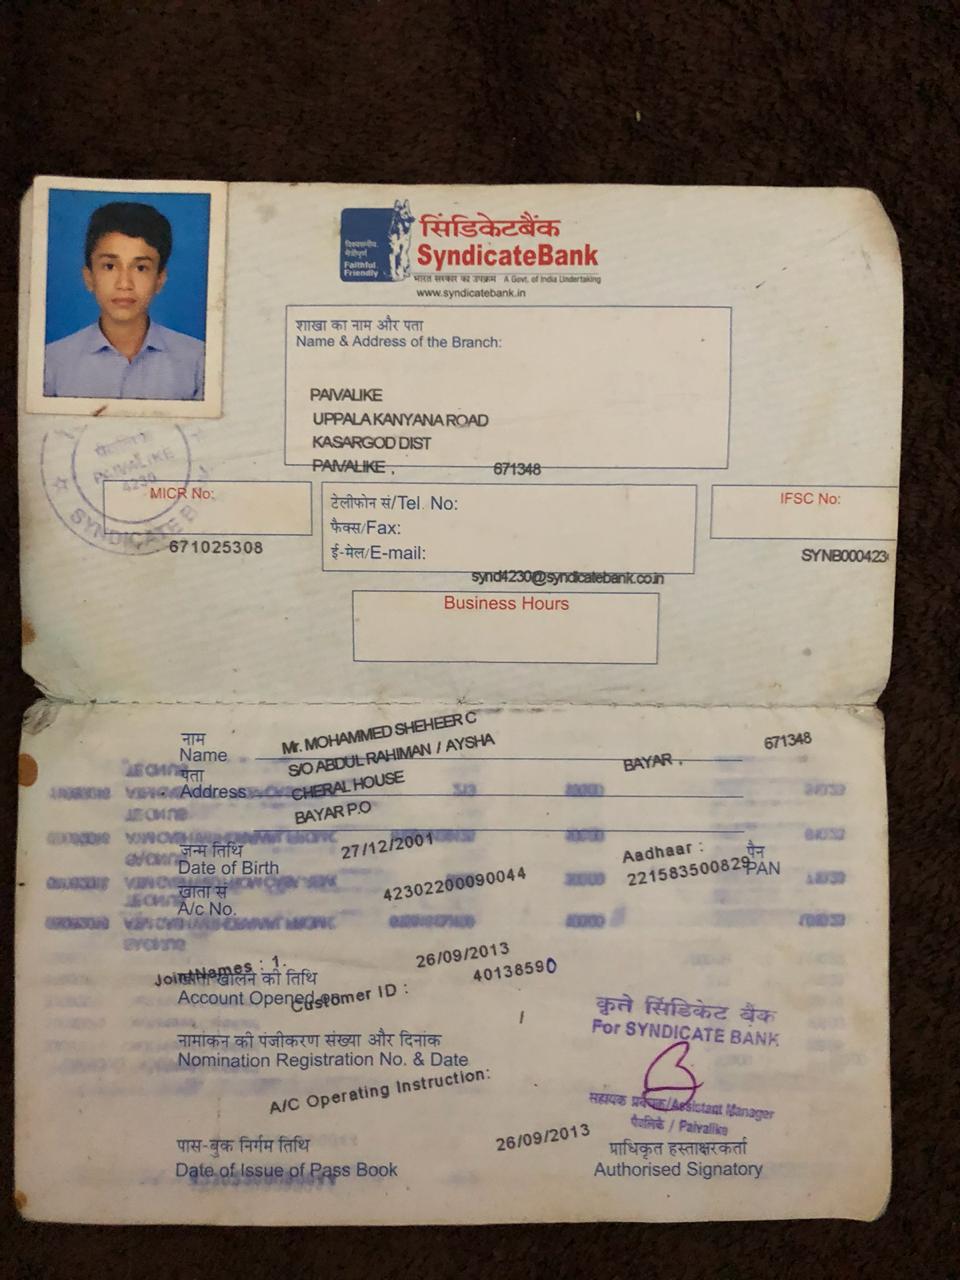 विश्वसनीय, मैत्रीपूर्ण
Faithful Friendly
सिंडिकेटबैंक
SyndicateBank
भारत सरकार का उपक्रम A Govt. of India Undertaking
www.syndicatebank.in
शाखा का नाम और पता
Name & Address of the Branch:
PAIVALIKE
UPPALA KANYANA ROAD
KASARGOD DIST
PAIVALIKE , 671348
PAIVALIKE
4230
SYNDICATE
MICR No:
671025308
टेलीफोन सं/Tel. No:
फैक्स/Fax:
ई-मेल/E-mail:
synd4230@syndicatebank.co.in
IFSC No:
SYNB000423
Business Hours
नाम
Name Mr. MOHAMMED SHEHEER C
S/O ABDUL RAHIMAN / AYSHA BAYAR , 671348
पता
Address CHERAL HOUSE
BAYAR P.O
जन्म तिथि
Date of Birth 27/12/2001 Aadhaar : 221583500829 पैन PAN
खाता सं
A/c No. 42302200090044
JointNames : 1.
खाता खोलने की तिथि 26/09/2013
Account Opened on
Customer ID : 40138590
नामांकन की पंजीकरण संख्या और दिनांक
Nomination Registration No. & Date /
A/C Operating Instruction:
कृते सिंडिकेट बैंक
For SYNDICATE BANK
सहायक प्रबंधक/Assistant Manager
पैवलिके / Paivalike
पास-बुक निर्गम तिथि 26/09/2013 प्राधिकृत हस्ताक्षरकर्ता
Date of Issue of Pass Book Authorised Signatory